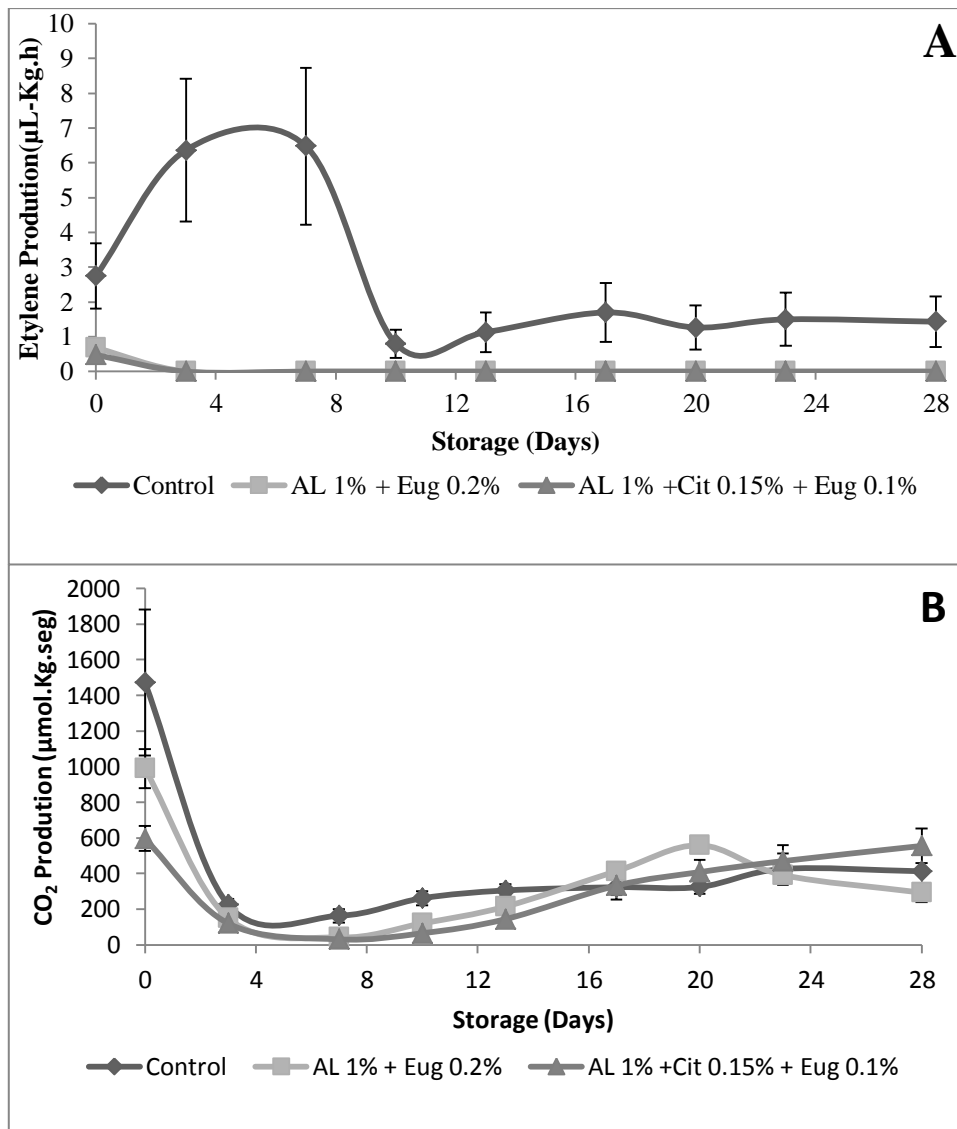 A
Etylene Prodution(µL-Kg.h)
10
9
8
7
6
5
4
3
2
1
0
0 4 8 12 16 20 24 28
Storage (Days)
Control AL 1% + Eug 0.2% AL 1% +Cit 0.15% + Eug 0.1%
B
CO₂ Prodution (µmol.Kg.seg)
2000
1800
1600
1400
1200
1000
800
600
400
200
0
0 4 8 12 16 20 24 28
Storage (Days)
Control AL 1% + Eug 0.2% AL 1% +Cit 0.15% + Eug 0.1%